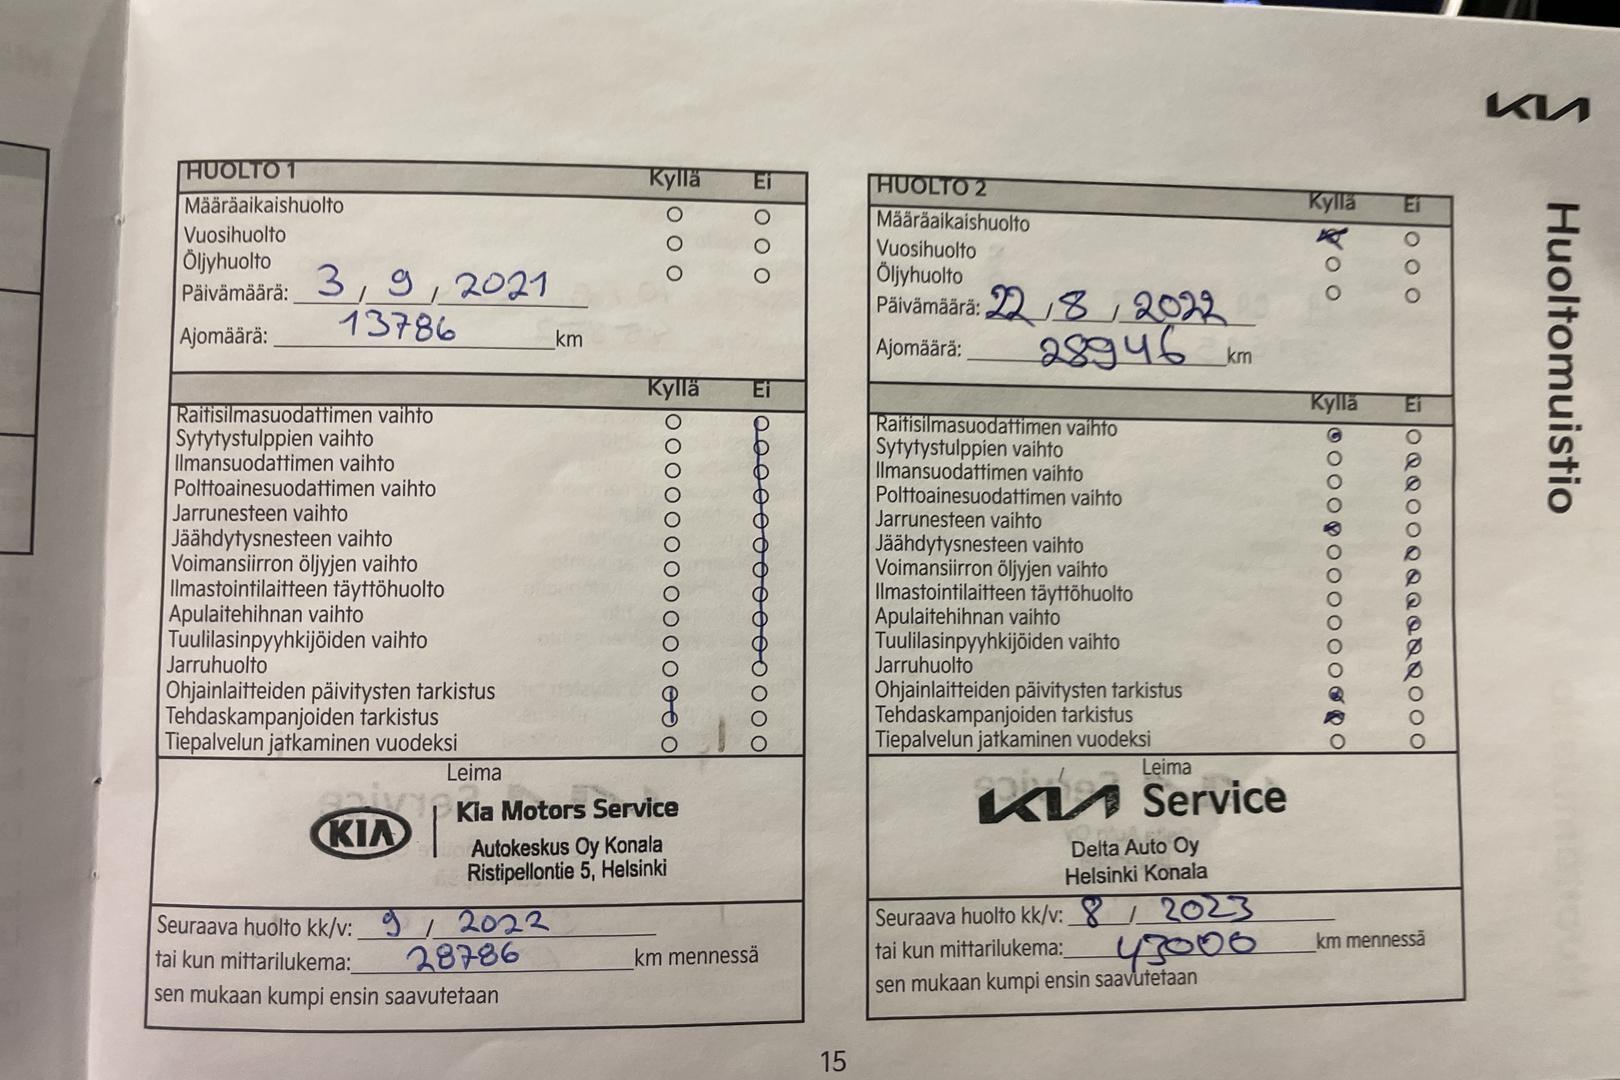 KIA
Huoltomuistio
HUOLTO 1 Kyllä Ei
Määräaikaishuolto
Vuosihuolto
Öljyhuolto
Päivämäärä: 3 / 9 / 2021
Ajomäärä: 13786 km
Kyllä Ei
Raitisilmasuodattimen vaihto
Sytytystulppien vaihto
Ilmansuodattimen vaihto
Polttoainesuodattimen vaihto
Jarrunesteen vaihto
Jäähdytysnesteen vaihto
Voimansiirron öljyjen vaihto
Ilmastointilaitteen täyttöhuolto
Apulaitehihnan vaihto
Tuulilasinpyyhkijöiden vaihto
Jarruhuolto
Ohjainlaitteiden päivitysten tarkistus
Tehdaskampanjoiden tarkistus
Tiepalvelun jatkaminen vuodeksi
Leima
KIA Kia Motors Service
Autokeskus Oy Konala
Ristipellontie 5, Helsinki
Seuraava huolto kk/v: 9 / 2022
tai kun mittarilukema: 28786 km mennessä
sen mukaan kumpi ensin saavutetaan
HUOLTO 2 Kyllä Ei
Määräaikaishuolto
Vuosihuolto
Öljyhuolto
Päivämäärä: 22 / 8 / 2022
Ajomäärä: 28946 km
Kyllä Ei
Raitisilmasuodattimen vaihto
Sytytystulppien vaihto
Ilmansuodattimen vaihto
Polttoainesuodattimen vaihto
Jarrunesteen vaihto
Jäähdytysnesteen vaihto
Voimansiirron öljyjen vaihto
Ilmastointilaitteen täyttöhuolto
Apulaitehihnan vaihto
Tuulilasinpyyhkijöiden vaihto
Jarruhuolto
Ohjainlaitteiden päivitysten tarkistus
Tehdaskampanjoiden tarkistus
Tiepalvelun jatkaminen vuodeksi
Leima
KIA Service
Delta Auto Oy
Helsinki Konala
Seuraava huolto kk/v: 8 / 2023
tai kun mittarilukema: 43000 km mennessä
sen mukaan kumpi ensin saavutetaan
15